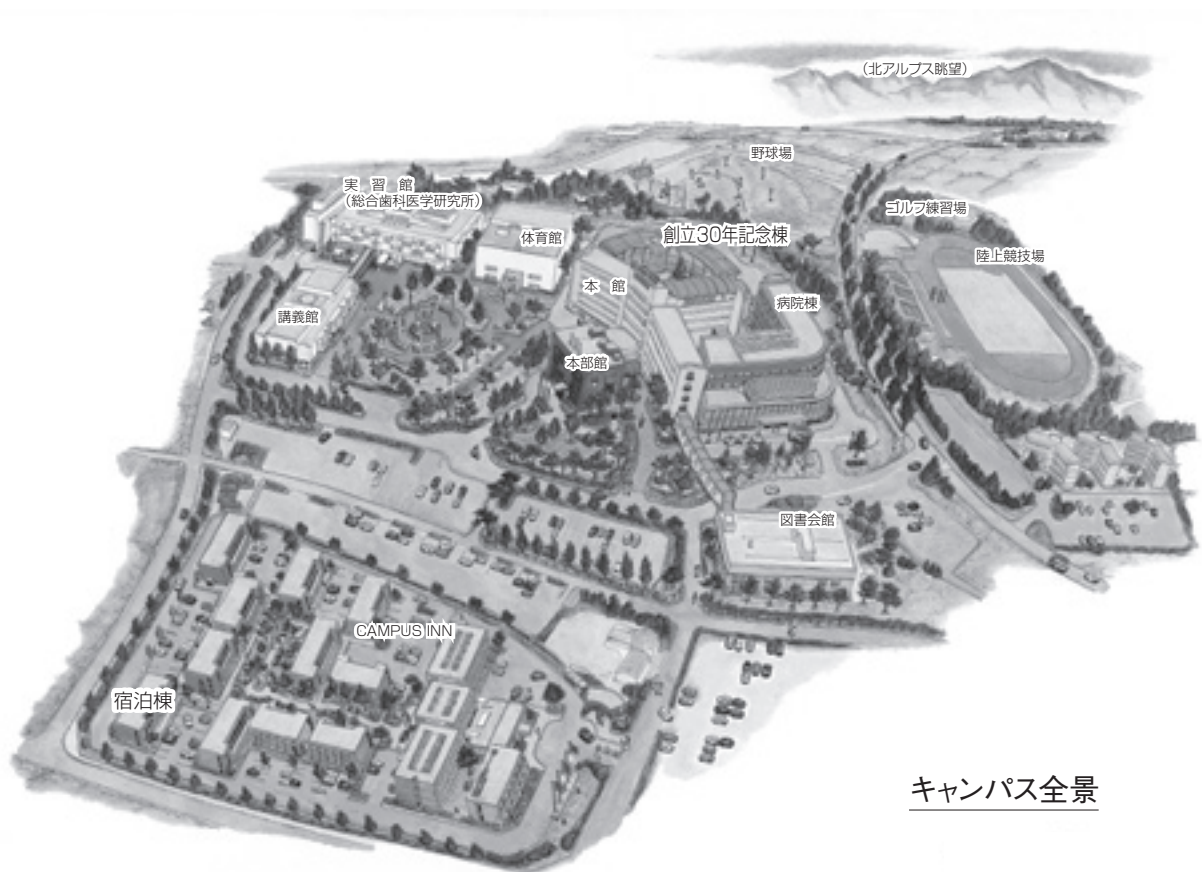 (北アルプス眺望)
野球場
実習館
(総合歯科医学研究所)
ゴルフ練習場
体育館
創立30年記念棟
陸上競技場
本館
病院棟
講義館
本部館
図書会館
CAMPUS INN
宿泊棟
キャンパス全景